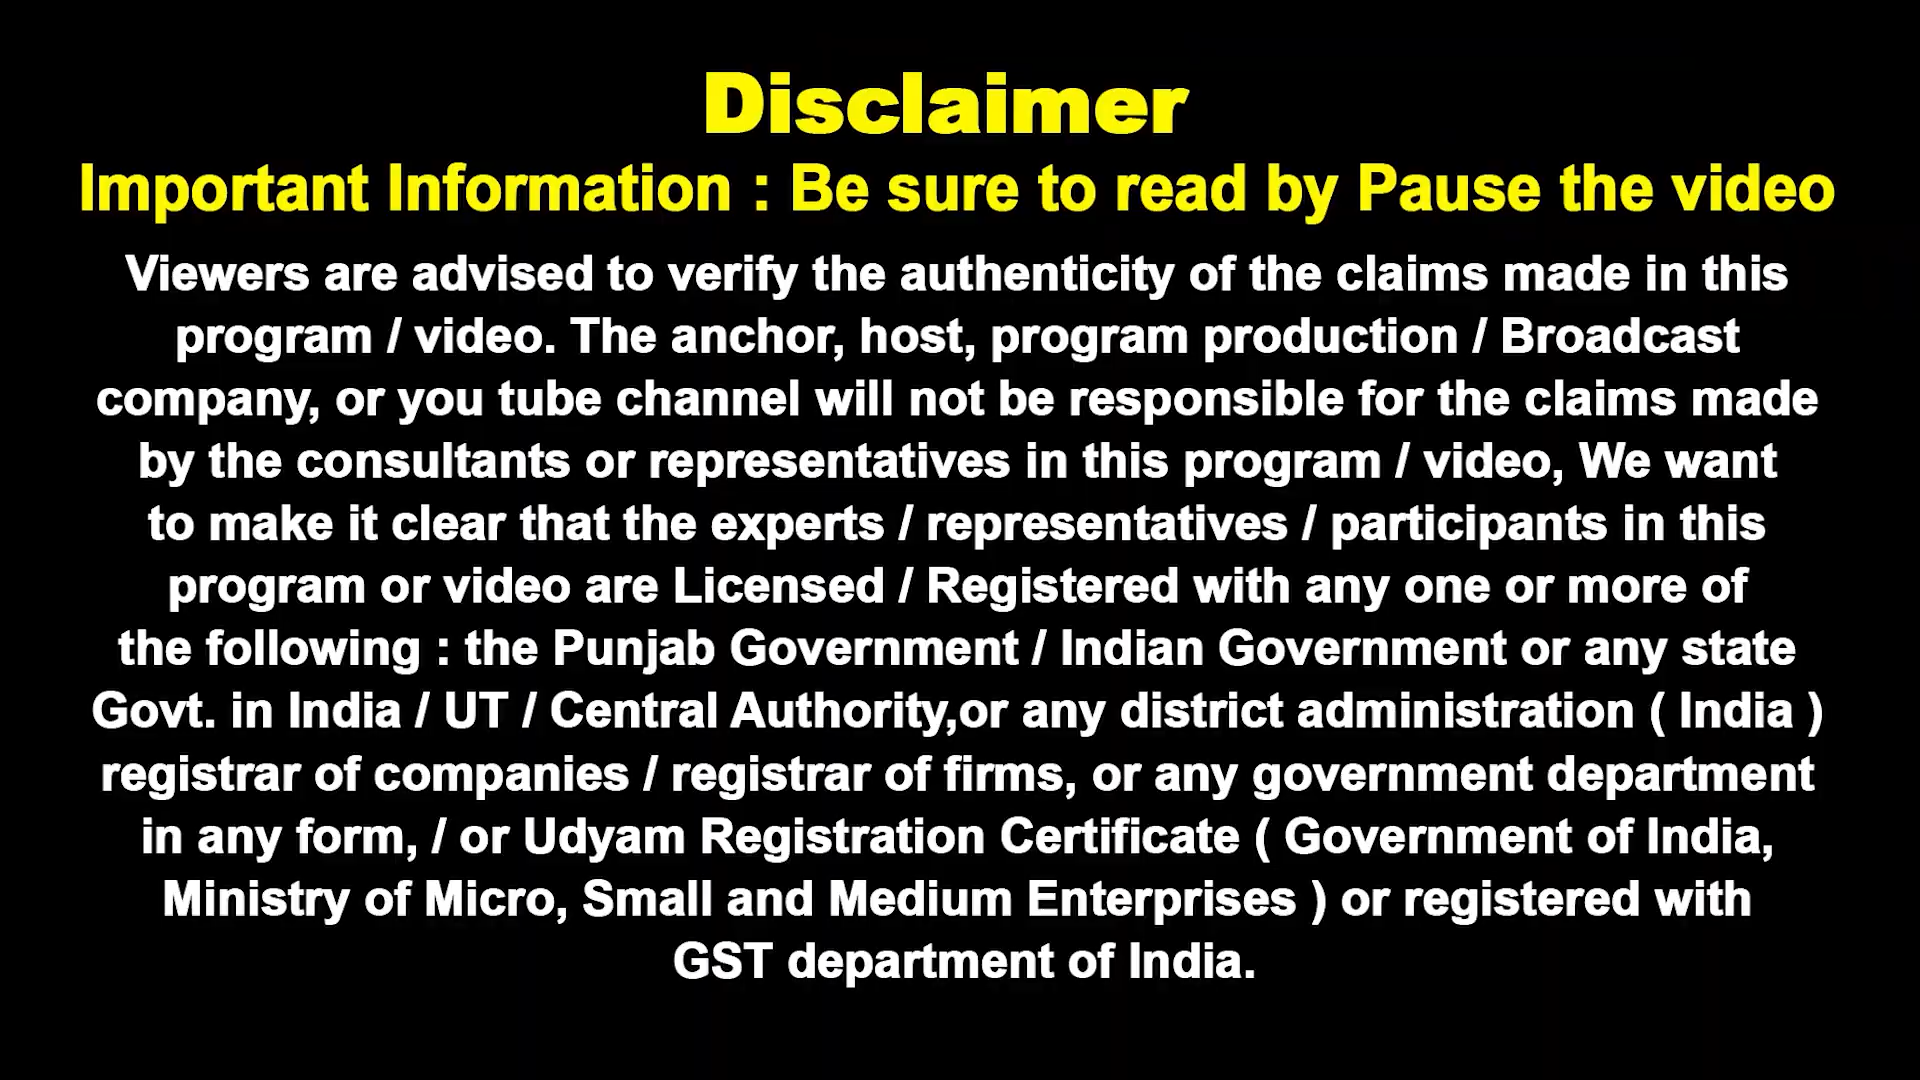 Disclaimer
Important Information : Be sure to read by Pause the video
Viewers are advised to verify the authenticity of the claims made in this
program / video. The anchor, host, program production / Broadcast
company, or you tube channel will not be responsible for the claims made
by the consultants or representatives in this program / video, We want
to make it clear that the experts / representatives / participants in this
program or video are Licensed / Registered with any one or more of
the following : the Punjab Government / Indian Government or any state
Govt. in India / UT / Central Authority,or any district administration ( India )
registrar of companies / registrar of firms, or any government department
in any form, / or Udyam Registration Certificate ( Government of India,
Ministry of Micro, Small and Medium Enterprises ) or registered with
GST department of India.